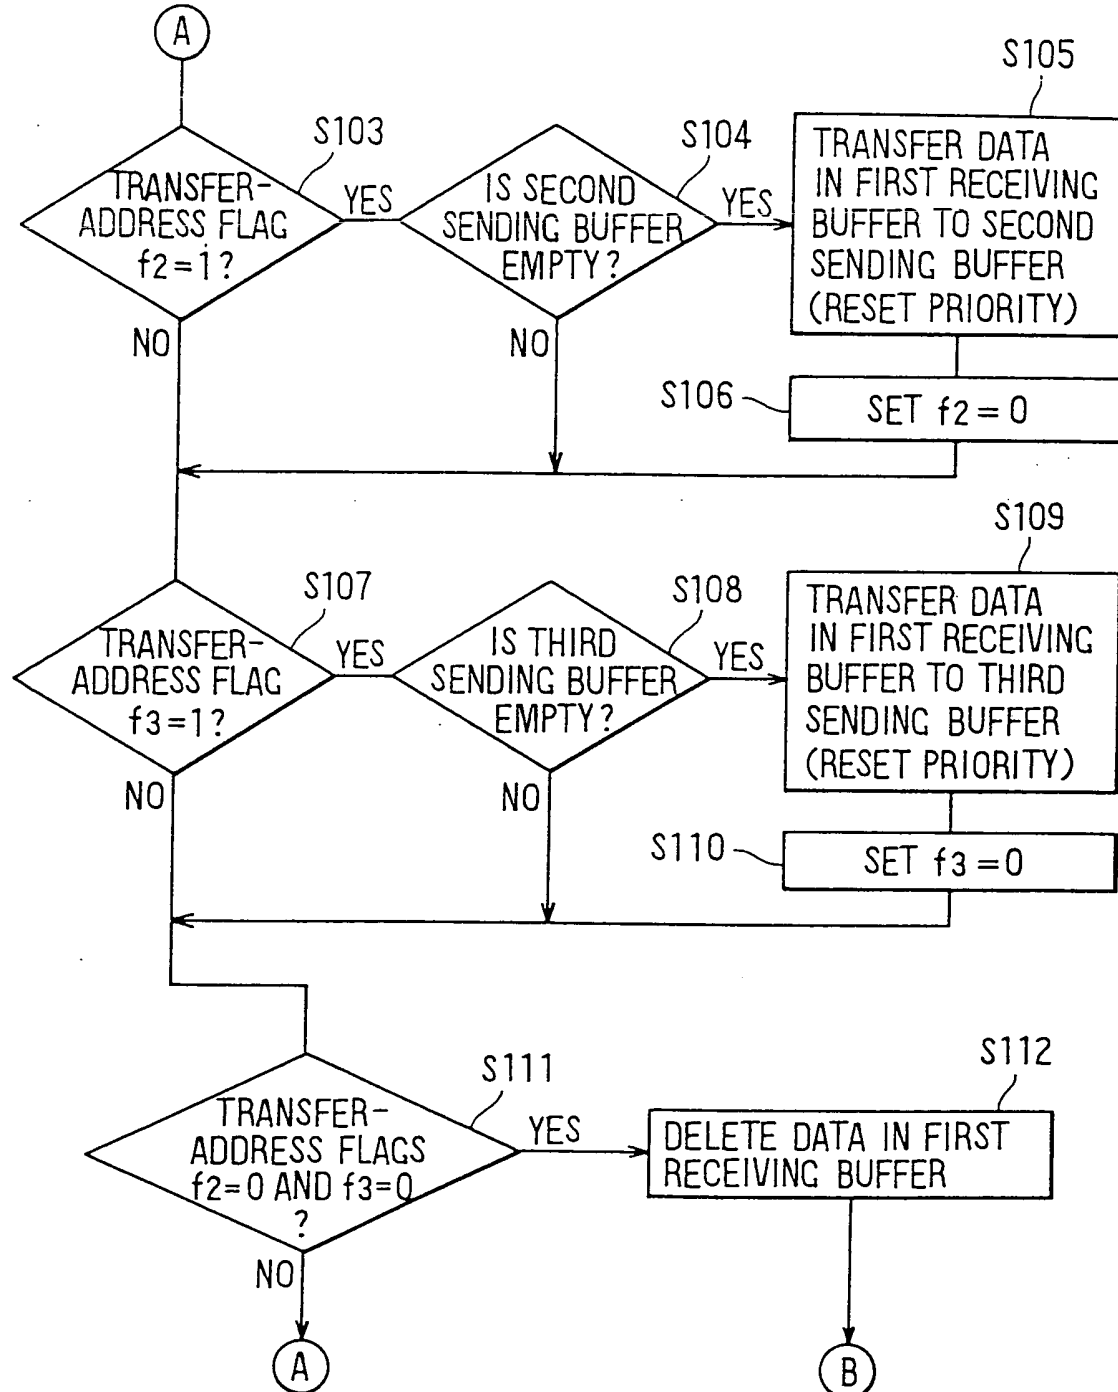 A
S103
TRANSFER-
ADDRESS FLAG
f2=1?
YES
NO
S104
IS SECOND
SENDING BUFFER
EMPTY?
YES
NO
S105
TRANSFER DATA
IN FIRST RECEIVING
BUFFER TO SECOND
SENDING BUFFER
(RESET PRIORITY)
S106
SET f2=0
S107
TRANSFER-
ADDRESS FLAG
f3=1?
YES
NO
S108
IS THIRD
SENDING BUFFER
EMPTY?
YES
NO
S109
TRANSFER DATA
IN FIRST RECEIVING
BUFFER TO THIRD
SENDING BUFFER
(RESET PRIORITY)
S110
SET f3=0
S111
TRANSFER-
ADDRESS FLAGS
f2=0 AND f3=0
?
YES
NO
S112
DELETE DATA IN FIRST
RECEIVING BUFFER
A
B